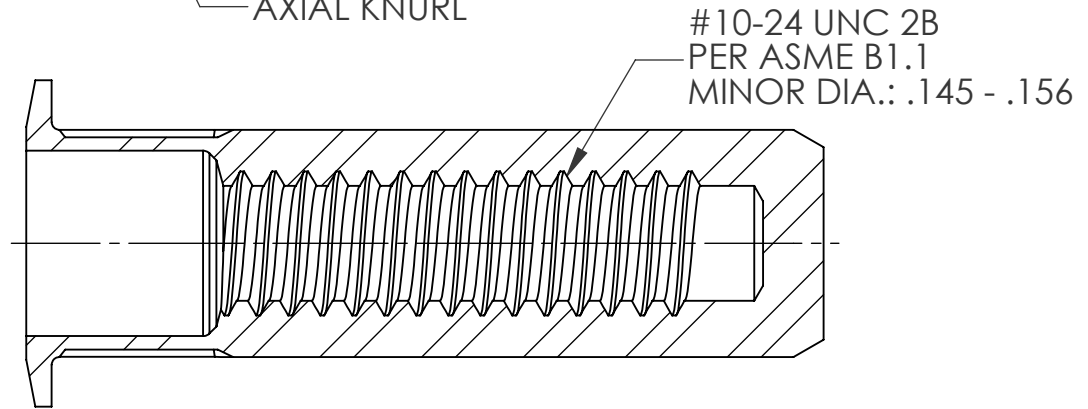 AXIAL KNURL
#10-24 UNC 2B
PER ASME B1.1
MINOR DIA.: .145 - .156